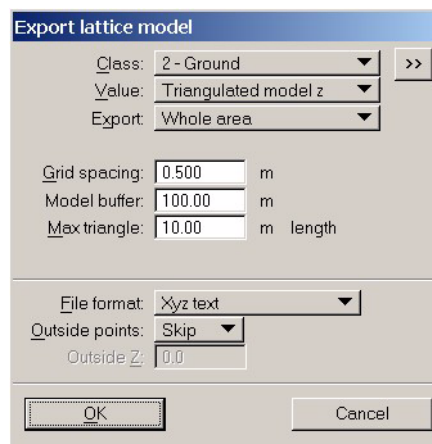 Export lattice model
Class: 2 - Ground >>
Value: Triangulated model z
Export: Whole area
Grid spacing: 0.500 m
Model buffer: 100.00 m
Max triangle: 10.00 m length
File format: Xyz text
Outside points: Skip
Outside Z: 0.0
OK Cancel